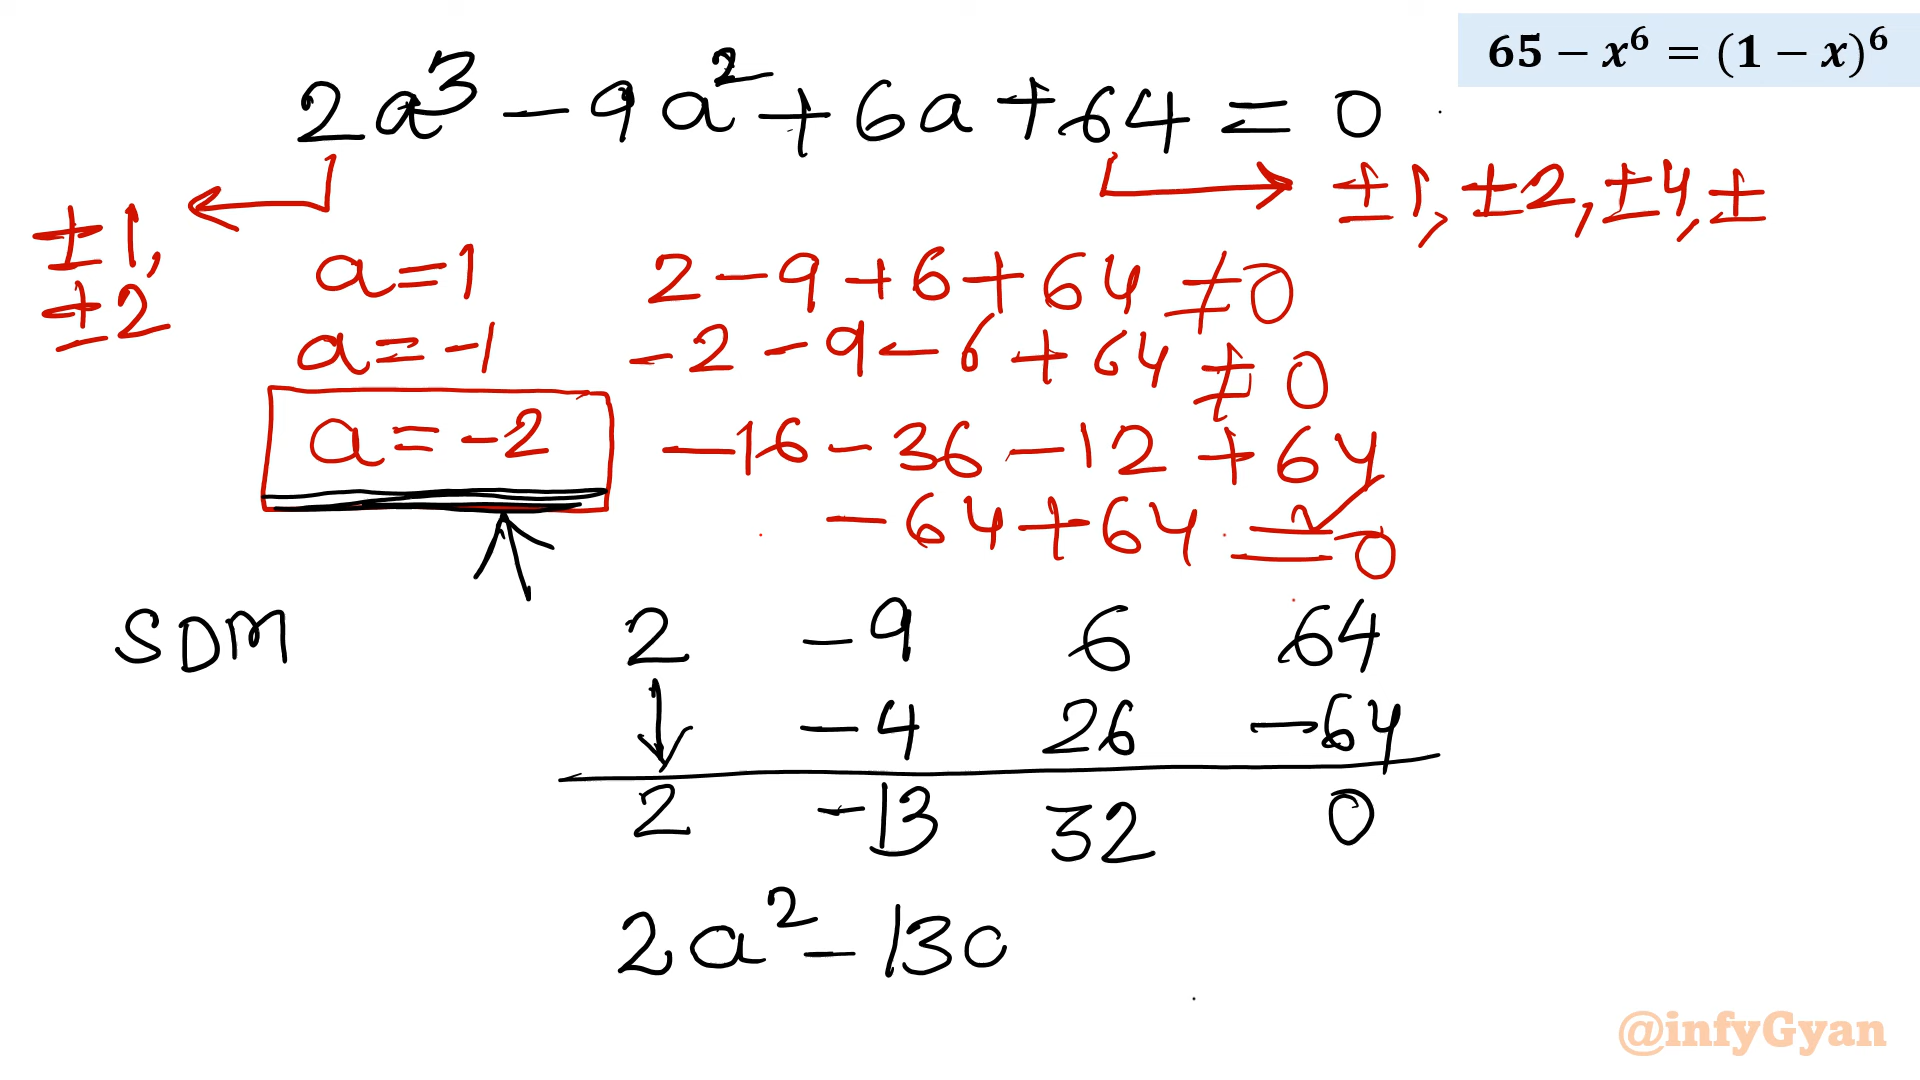 65 − x⁶ = (1 − x)⁶
2a³ − 9a² + 6a + 64 = 0
±1, ±2, ±4, ±
±1,
±2
a = 1 2 − 9 + 6 + 64 ≠ 0
a = −1 −2 − 9 − 6 + 64 ≠ 0
a = −2 −16 − 36 − 12 + 64
−64 + 64 = 0
SDM 2 −9 6 64
−4 26 −64
2 −13 32 0
2a² − 13
@infyGyan